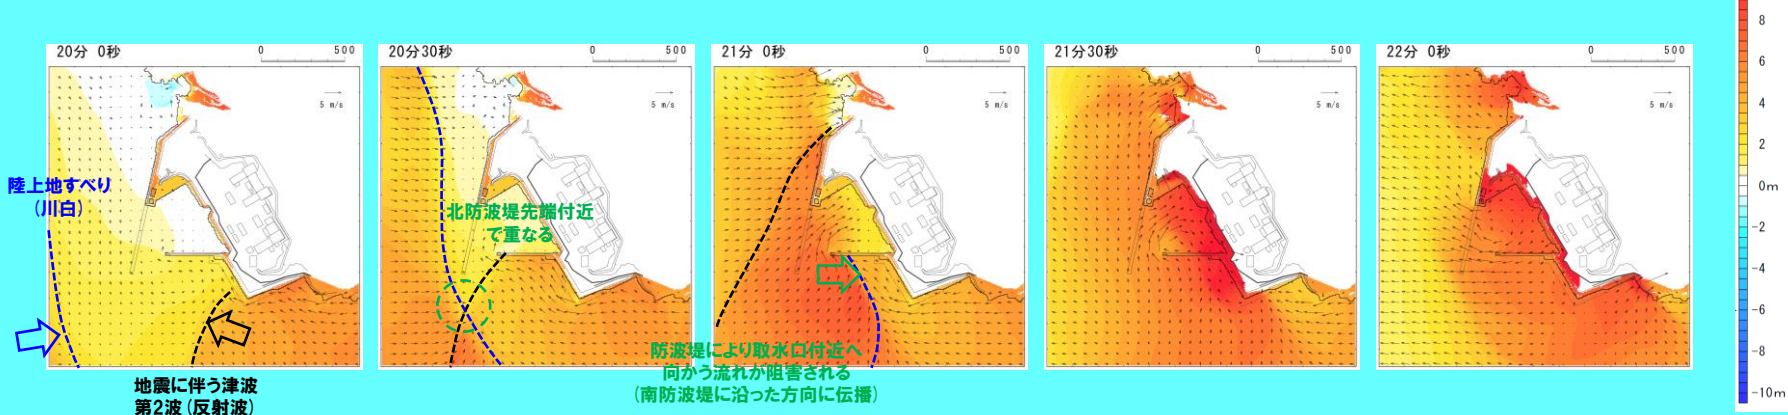 20分 0秒
0 500
5 m/s
陸上地すべり
(川白)
地震に伴う津波
第2波(反射波)
20分30秒
0 500
5 m/s
北防波堤先端付近
で重なる
21分 0秒
0 500
5 m/s
防波堤により取水口付近へ
向かう流れが阻害される
(南防波堤に沿った方向に伝播)
21分30秒
0 500
5 m/s
22分 0秒
0 500
5 m/s
8
6
4
2
0m
-2
-4
-6
-8
-10m